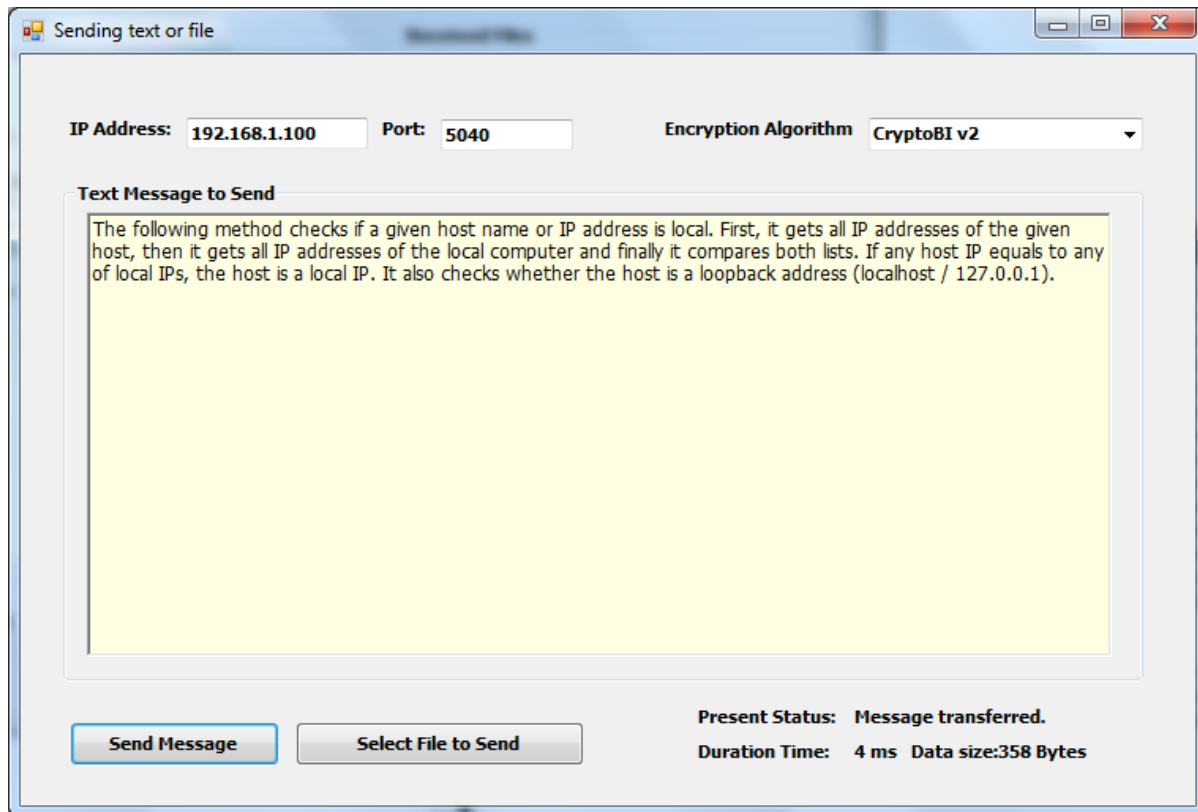 Sending text or file
Received Files
IP Address: 192.168.1.100 Port: 5040 Encryption Algorithm CryptoBI v2
Text Message to Send
The following method checks if a given host name or IP address is local. First, it gets all IP addresses of the given
host, then it gets all IP addresses of the local computer and finally it compares both lists. If any host IP equals to any
of local IPs, the host is a local IP. It also checks whether the host is a loopback address (localhost / 127.0.0.1).
Send Message Select File to Send
Present Status: Message transferred.
Duration Time: 4 ms Data size:358 Bytes